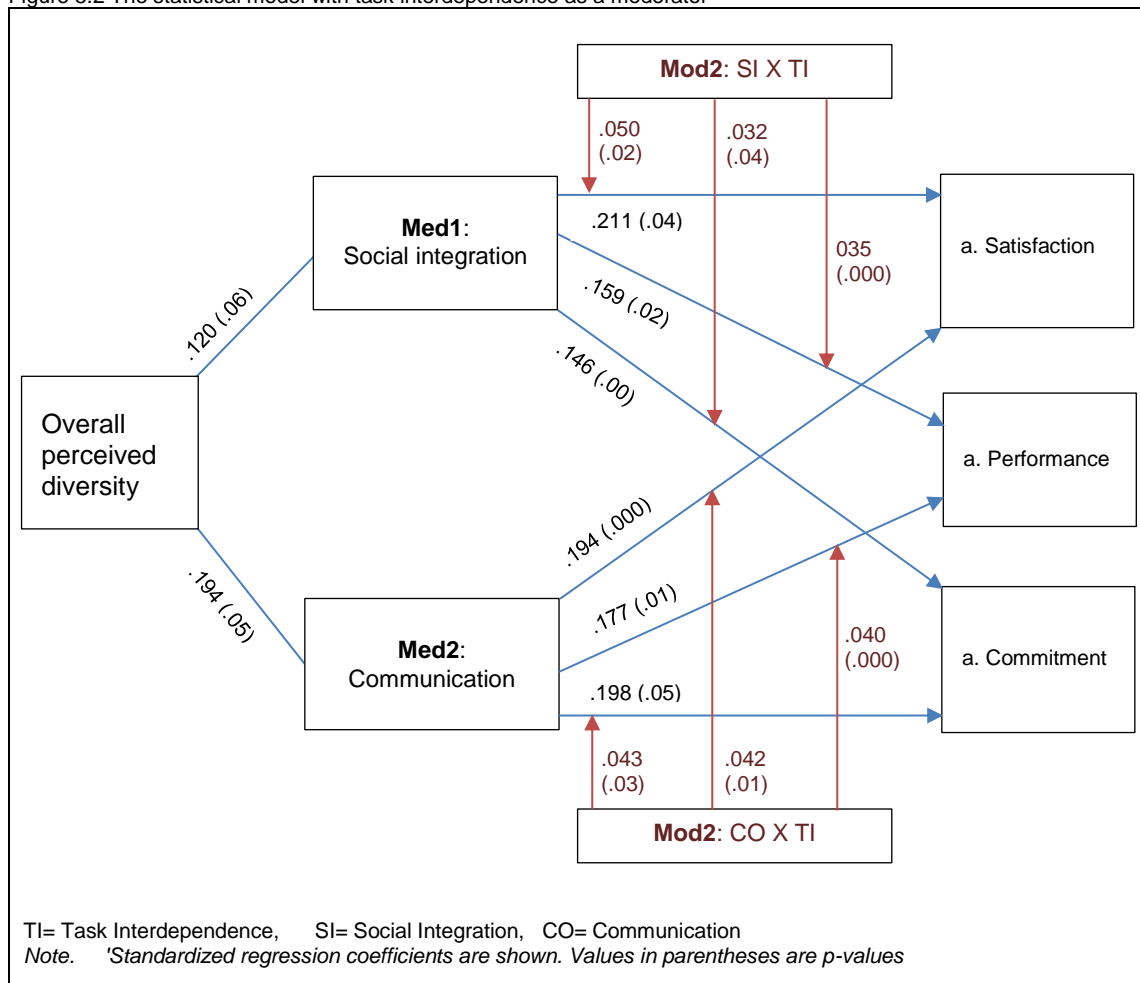 Mod2: SI X TI
.050
(.02)
.032
(.04)
035
(.000)
Med1:
Social integration
.211 (.04)
.159 (.02)
.146 (.00)
a. Satisfaction
.120 (.06)
Overall
perceived
diversity
a. Performance
.194 (.05)
.194 (.000)
.177 (.01)
.198 (.05)
Med2:
Communication
.040
(.000)
a. Commitment
.043
(.03)
.042
(.01)
Mod2: CO X TI
TI= Task Interdependence, SI= Social Integration, CO= Communication
Note. 'Standardized regression coefficients are shown. Values in parentheses are p-values